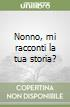 Nonno, mi
racconti la
tua storia?